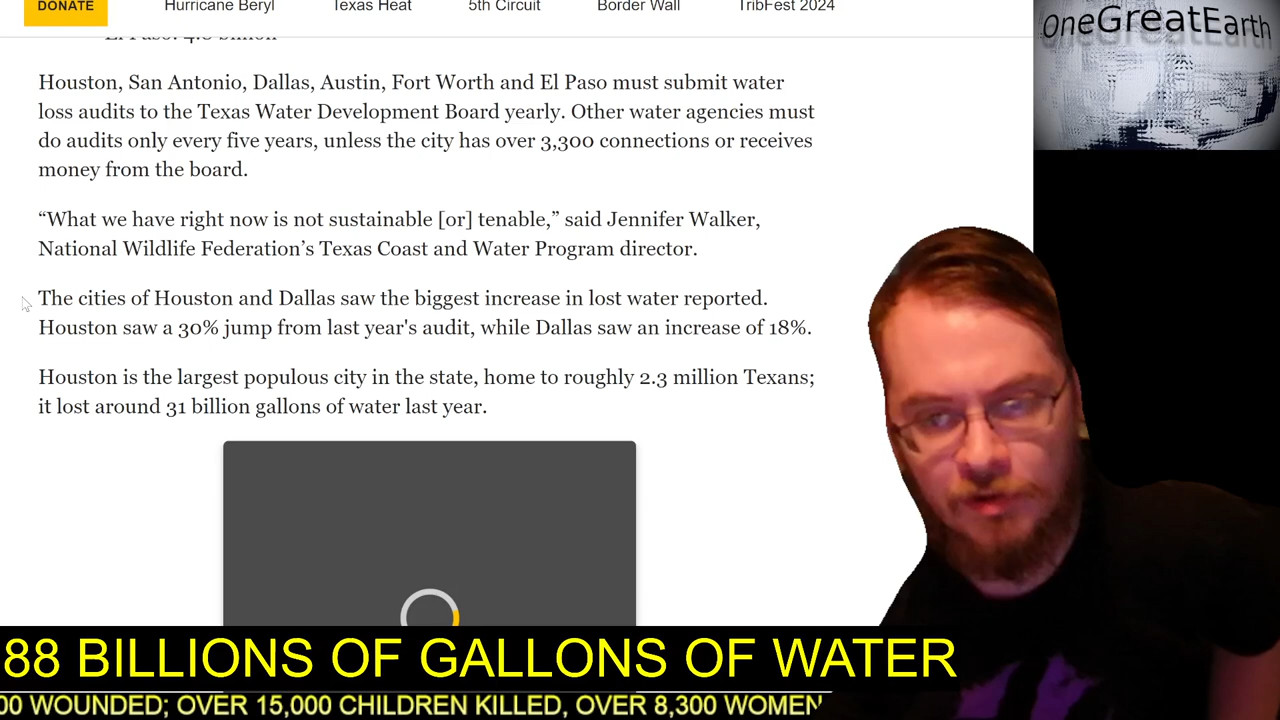 DONATE Hurricane Beryl Texas Heat 5th Circuit Border Wall TribFest 2024
OneGreatEarth
El Paso: 4.8 billion
Houston, San Antonio, Dallas, Austin, Fort Worth and El Paso must submit water
loss audits to the Texas Water Development Board yearly. Other water agencies must
do audits only every five years, unless the city has over 3,300 connections or receives
money from the board.
“What we have right now is not sustainable [or] tenable,” said Jennifer Walker,
National Wildlife Federation’s Texas Coast and Water Program director.
The cities of Houston and Dallas saw the biggest increase in lost water reported.
Houston saw a 30% jump from last year's audit, while Dallas saw an increase of 18%.
Houston is the largest populous city in the state, home to roughly 2.3 million Texans;
it lost around 31 billion gallons of water last year.
88 BILLIONS OF GALLONS OF WATER
00 WOUNDED; OVER 15,000 CHILDREN KILLED, OVER 8,300 WOMEN